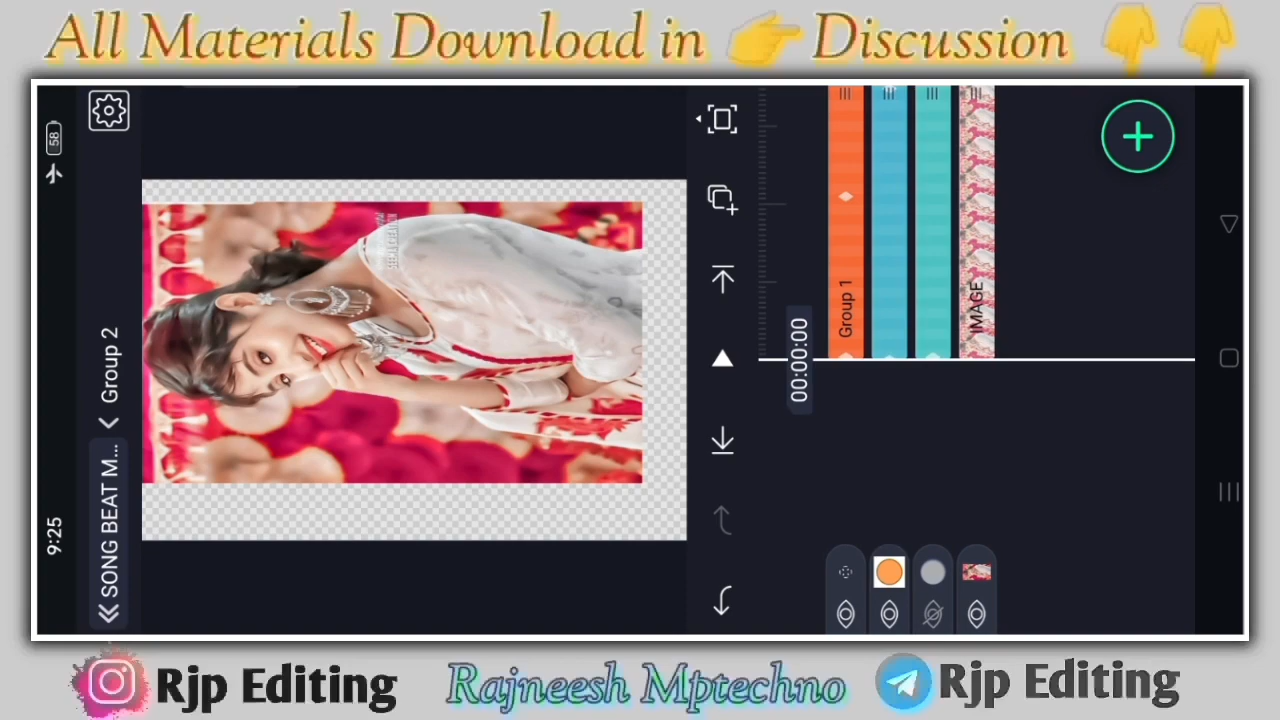 All Materials Download in 👉 Discussion 👇 👇
9:25
58
SONG BEAT M...
Group 2
00:00:00
Group 1
IMAGE
Rjp Editing
Rajneesh Mptechno
Rjp Editing